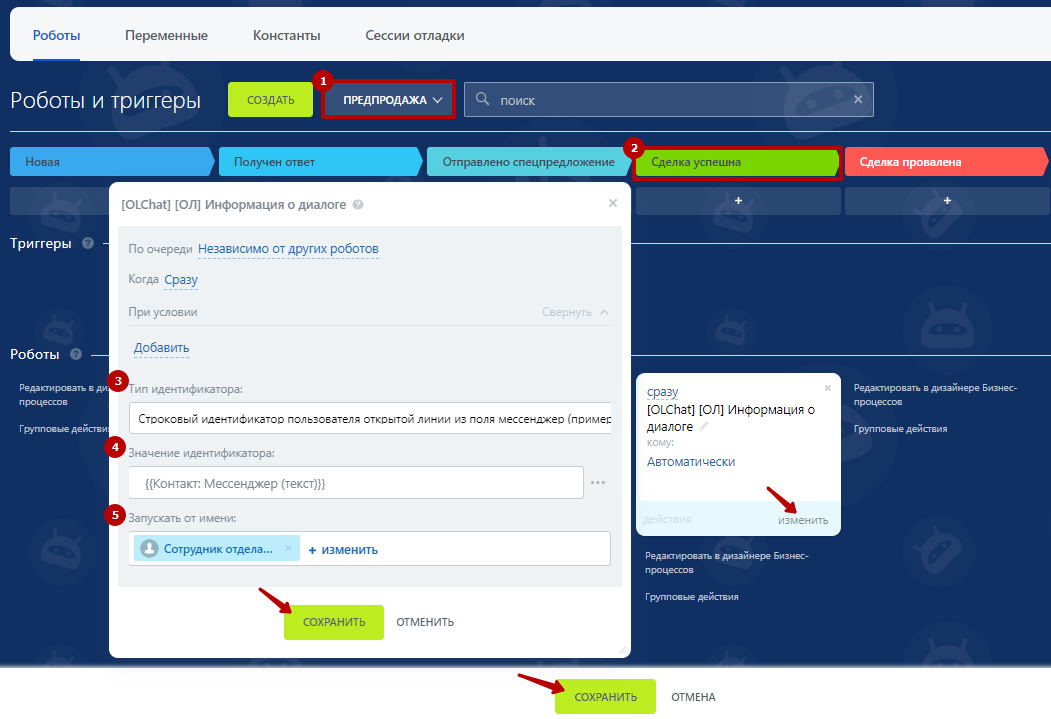 Роботы Переменные Константы Сессии отладки
1
Роботы и триггеры СОЗДАТЬ ПРЕДПРОДАЖА поиск
2
Новая Получен ответ Отправлено спецпредложение Сделка успешна Сделка провалена
+ +
[OLChat] [ОЛ] Информация о диалоге ?
Триггеры ?
По очереди Независимо от других роботов
Когда Сразу
При условии Свернуть
Добавить
Роботы ?
Редактировать в диз
процессов
Групповые действия
3 Тип идентификатора:
Строковый идентификатор пользователя открытой линии из поля мессенджер (пример
4 Значение идентификатора:
{{Контакт: Мессенджер (текст)}} ...
5 Запускать от имени:
Сотрудник отдела... × + изменить
СОХРАНИТЬ ОТМЕНИТЬ
сразу
[OLChat] [ОЛ] Информация о
диалоге
кому:
Автоматически
действия изменить
Редактировать в дизайнере Бизнес-
процессов
Групповые действия
Редактировать в дизайнере Бизнес-
процессов
Групповые действия
СОХРАНИТЬ ОТМЕНА